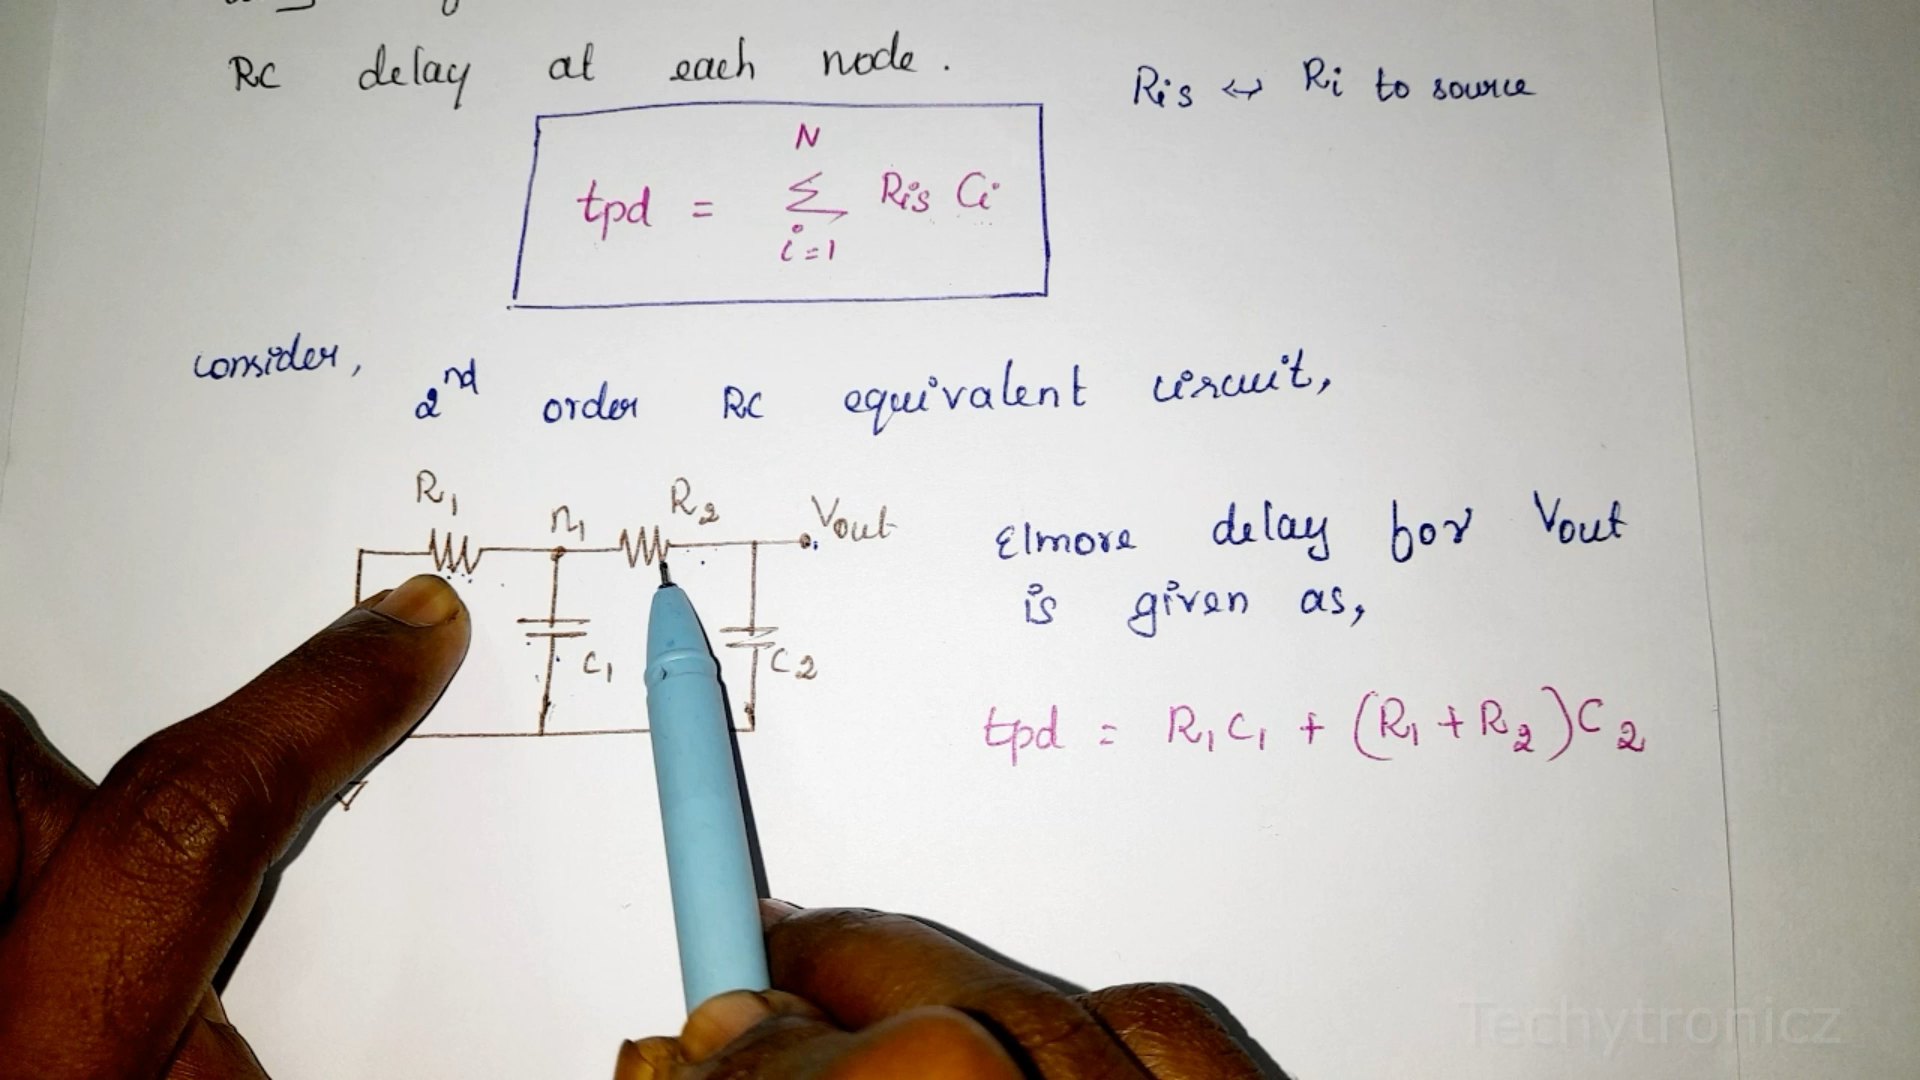 RC delay at each node.
Ris ↔ Ri to source
N
tpd = Σ Ris Ci
i=1
consider,
2nd order RC equivalent circuit,
R1
n1
R2
Vout
C1
C2
Elmore delay for Vout
is given as,
tpd = R1C1 + (R1 + R2)C2
Techytronicz